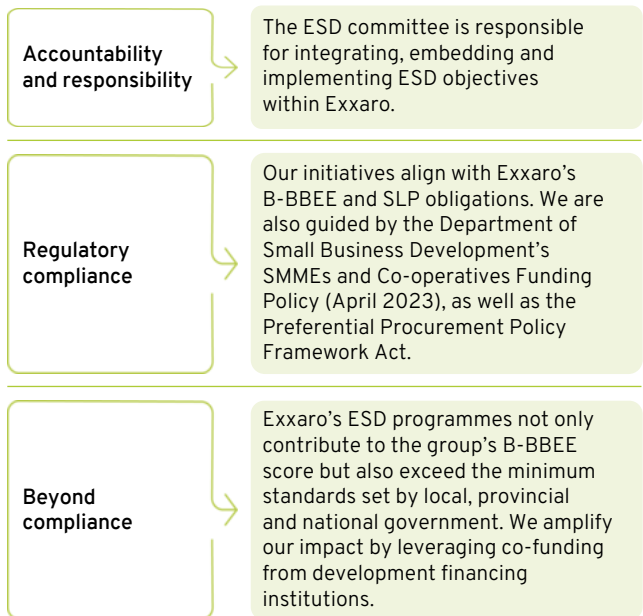 Accountability
and responsibility
The ESD committee is responsible
for integrating, embedding and
implementing ESD objectives
within Exxaro.
Regulatory
compliance
Our initiatives align with Exxaro’s
B-BBEE and SLP obligations. We are
also guided by the Department of
Small Business Development’s
SMMEs and Co-operatives Funding
Policy (April 2023), as well as the
Preferential Procurement Policy
Framework Act.
Beyond
compliance
Exxaro’s ESD programmes not only
contribute to the group’s B-BBEE
score but also exceed the minimum
standards set by local, provincial
and national government. We amplify
our impact by leveraging co-funding
from development financing
institutions.